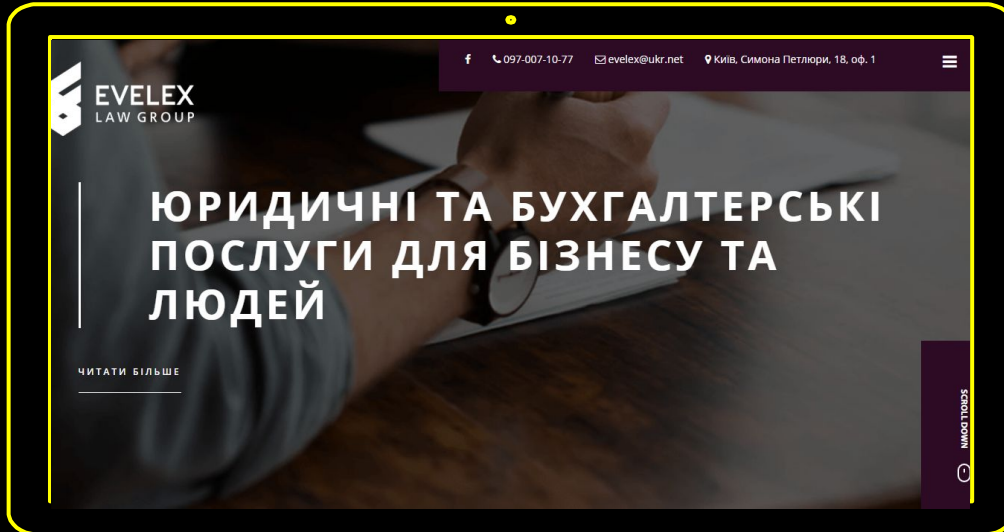 097-007-10-77 evelex@ukr.net Київ, Симона Петлюри, 18, оф. 1
EVELEX
LAW GROUP
ЮРИДИЧНІ ТА БУХГАЛТЕРСЬКІ
ПОСЛУГИ ДЛЯ БІЗНЕСУ ТА
ЛЮДЕЙ
ЧИТАТИ БІЛЬШЕ
SCROLL DOWN